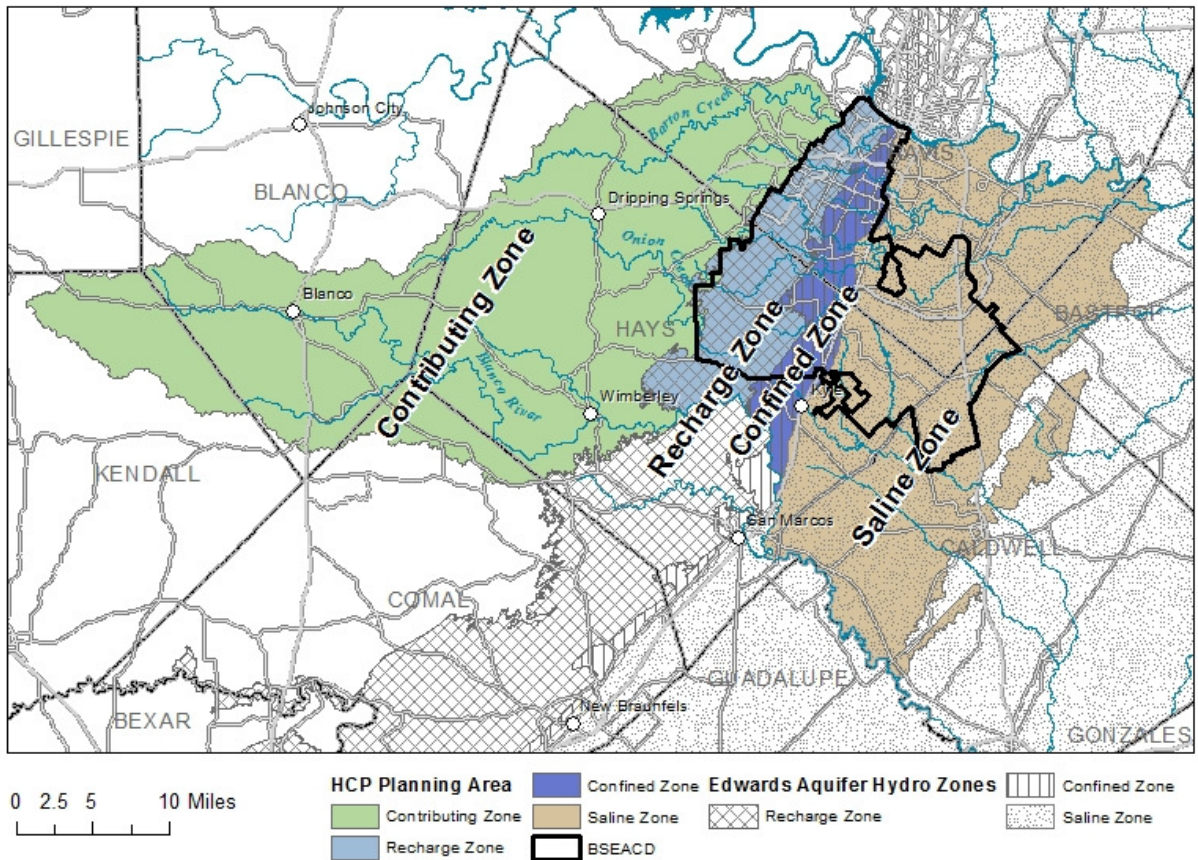 Johnson City
GILLESPIE
BLANCO
Barton Creek
Dripping Springs
Onion Creek
Contributing Zone
Blanco
HAYS
Blanco River
Wimberley
Recharge Zone
Confined Zone
Kyle
BASTROP
Saline Zone
KENDALL
San Marcos
CALDWELL
COMAL
GUADALUPE
BEXAR
New Braunfels
GONZALES
0 2.5 5 10 Miles
HCP Planning Area
Contributing Zone
Recharge Zone
Confined Zone
Saline Zone
BSEACD
Edwards Aquifer Hydro Zones
Recharge Zone
Confined Zone
Saline Zone